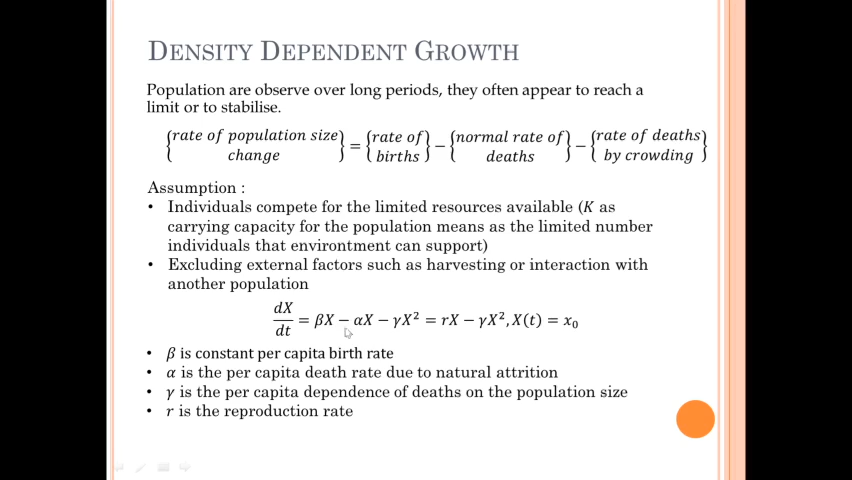 DENSITY DEPENDENT GROWTH
Population are observe over long periods, they often appear to reach a
limit or to stabilise.
{rate of population size change} = {rate of births} − {normal rate of deaths} − {rate of deaths by crowding}
Assumption :
• Individuals compete for the limited resources available (K as
carrying capacity for the population means as the limited number
individuals that environtment can support)
• Excluding external factors such as harvesting or interaction with
another population
dX/dt = βX − αX − γX² = rX − γX², X(t) = x₀
• β is constant per capita birth rate
• α is the per capita death rate due to natural attrition
• γ is the per capita dependence of deaths on the population size
• r is the reproduction rate